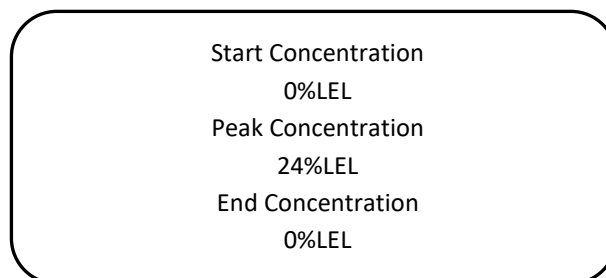 Start Concentration
0%LEL
Peak Concentration
24%LEL
End Concentration
0%LEL